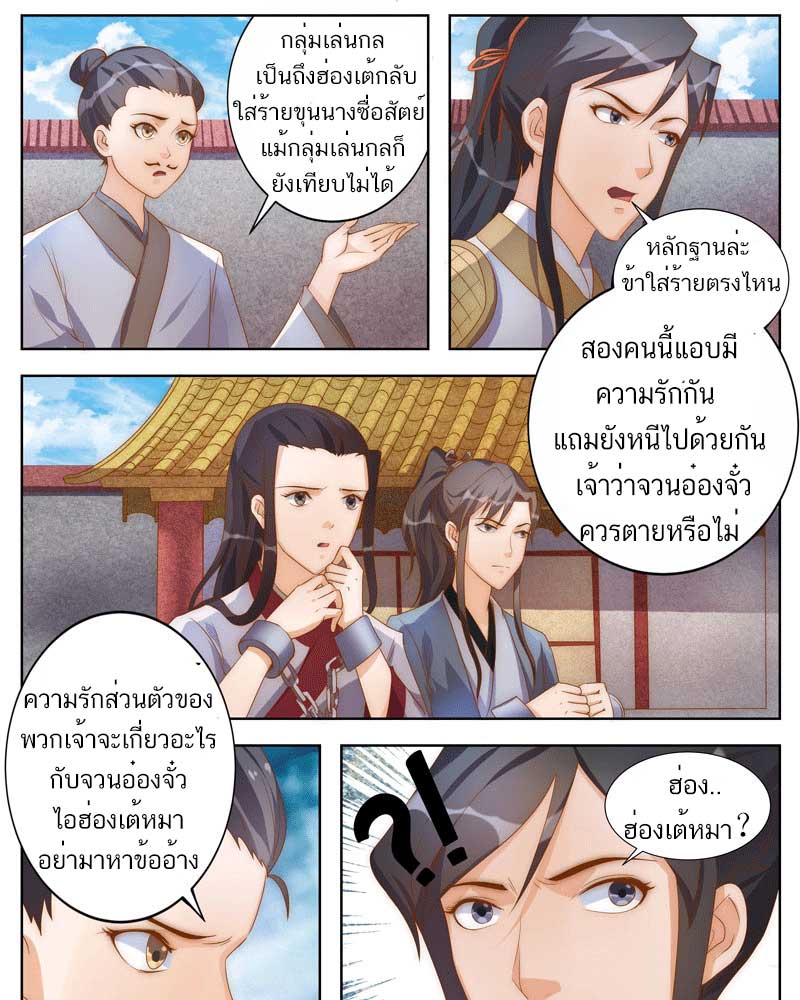 กลุ่มเล่นกล
เป็นถึงฮ่องเต้กลับ
ใส่ร้ายขุนนางซื่อสัตย์
แม้กลุ่มเล่นกลก็
ยังเทียบไม่ได้
หลักฐานล่ะ
ข้าใส่ร้ายตรงไหน
สองคนนี้แอบมี
ความรักกัน
แถมยังหนีไปด้วยกัน
เจ้าว่าจวนอ๋องจั๋ว
ควรตายหรือไม่
ความรักส่วนตัวของ
พวกเจ้าจะเกี่ยวอะไร
กับจวนอ๋องจั๋ว
ไอฮ่องเต้หมา
อย่ามาหาข้ออ้าง
?!
ฮ่อง..
ฮ่องเต้หมา?